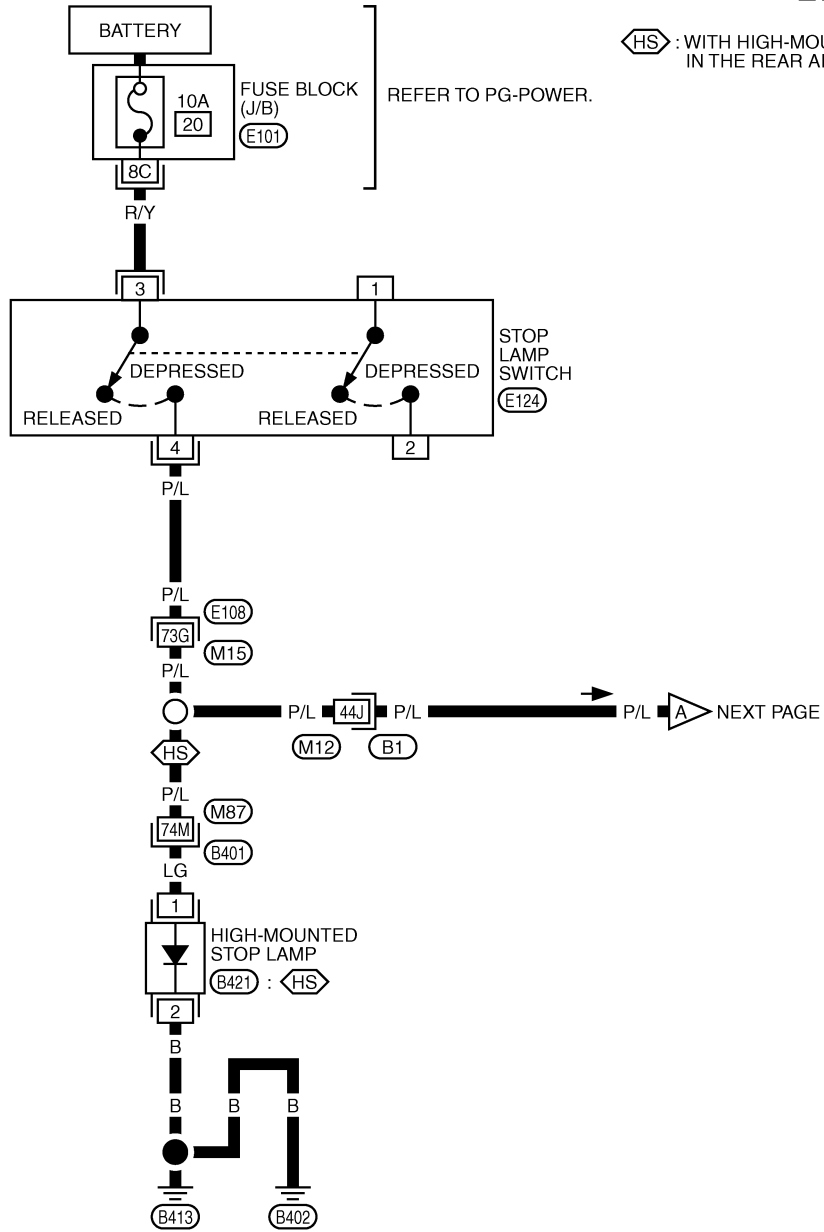 BATTERY
HS : WITH HIGH-MOU
IN THE REAR
10A
20
FUSE BLOCK
(J/B)
E101
REFER TO PG-POWER.
8C
R/Y
3
1
DEPRESSED
DEPRESSED
RELEASED
RELEASED
STOP
LAMP
SWITCH
E124
4
2
P/L
P/L
E108
73G
M15
P/L
P/L
44J
P/L
P/L
A
NEXT PAGE
M12
B1
HS
P/L
M87
74M
B401
LG
1
HIGH-MOUNTED
STOP LAMP
B421 : HS
2
B
B
B
B
B413
B402